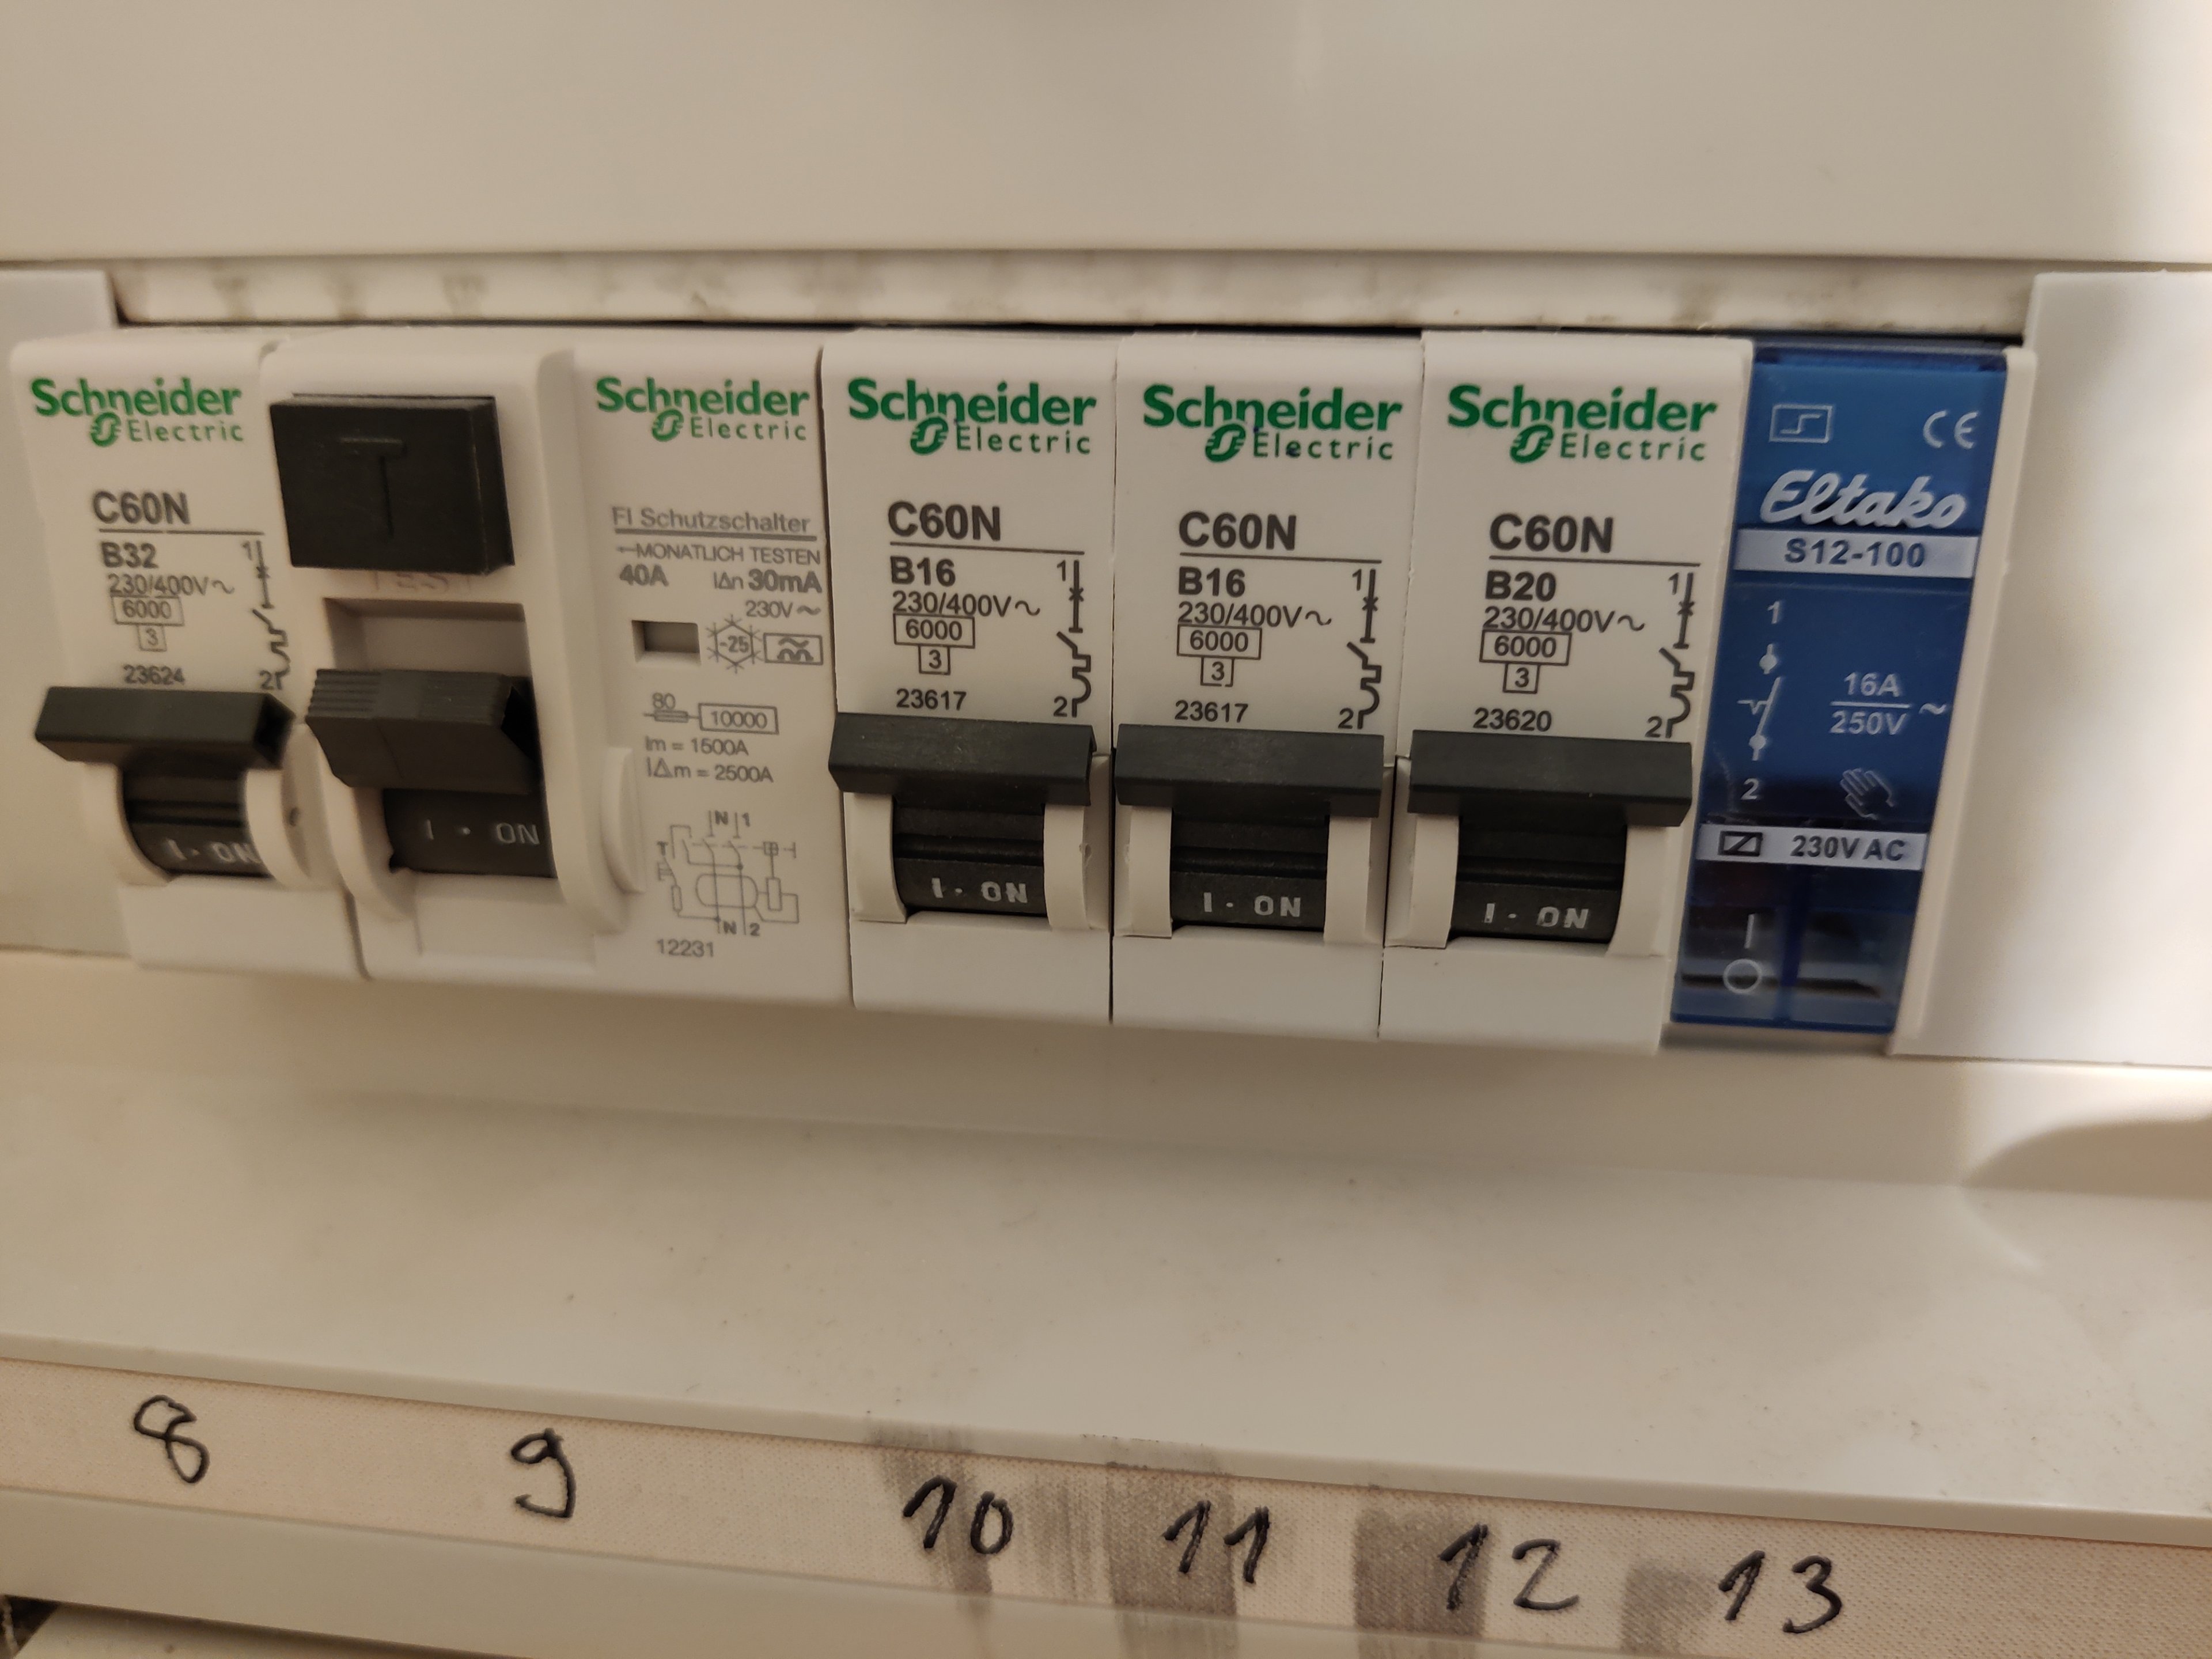 Schneider
Electric
C60N
B32
230/400V~
6000
3
23624
1
2
I · ON
T
I · ON
Schneider
Electric
FI Schutzschalter
←MONATLICH TESTEN
40A IΔn 30mA
230V~
-25
80
10000
Im = 1500A
IΔm = 2500A
N 1
T
N 2
12231
Schneider
Electric
C60N
B16
230/400V~
6000
3
23617
1
2
I · ON
Schneider
Electric
C60N
B16
230/400V~
6000
3
23617
1
2
I · ON
Schneider
Electric
C60N
B20
230/400V~
6000
3
23620
1
2
I · ON
CE
Eltako
S12-100
1
16A
250V ~
2
230V AC
I
O
8 9 10 11 12 13